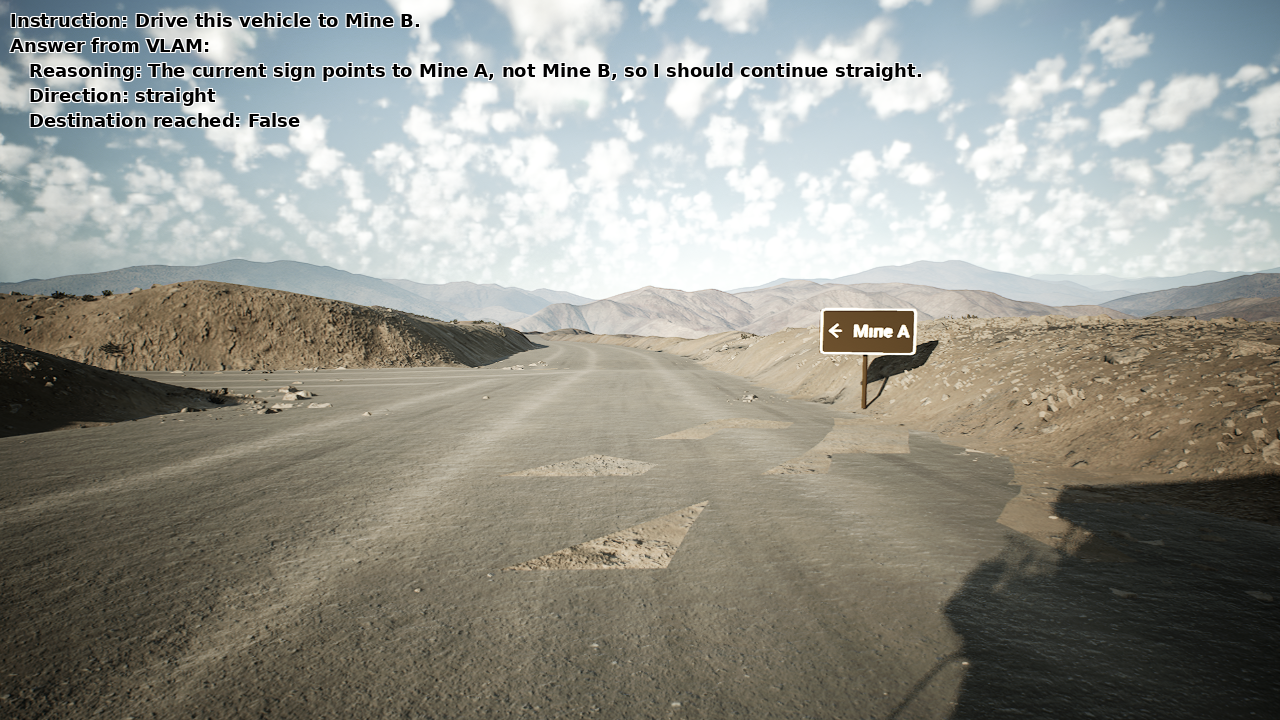 Instruction: Drive this vehicle to Mine B.
Answer from VLAM:
Reasoning: The current sign points to Mine A, not Mine B, so I should continue straight.
Direction: straight
Destination reached: False
← Mine A